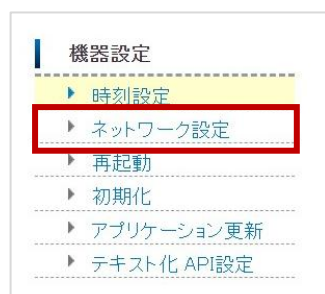 機器設定
時刻設定
ネットワーク設定
再起動
初期化
アプリケーション更新
テキスト化 API設定